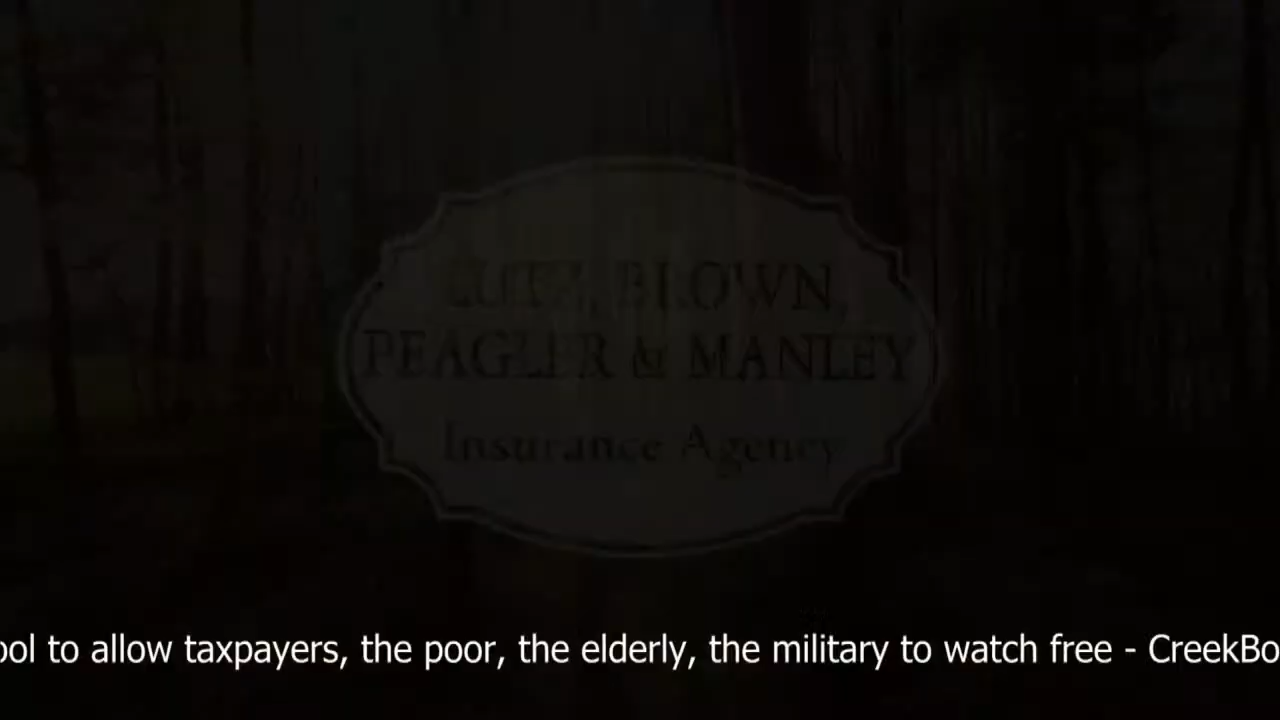 BROWN,
PEAGLER & MANLEY
Insurance Agency
ool to allow taxpayers, the poor, the elderly, the military to watch free - CreekBo